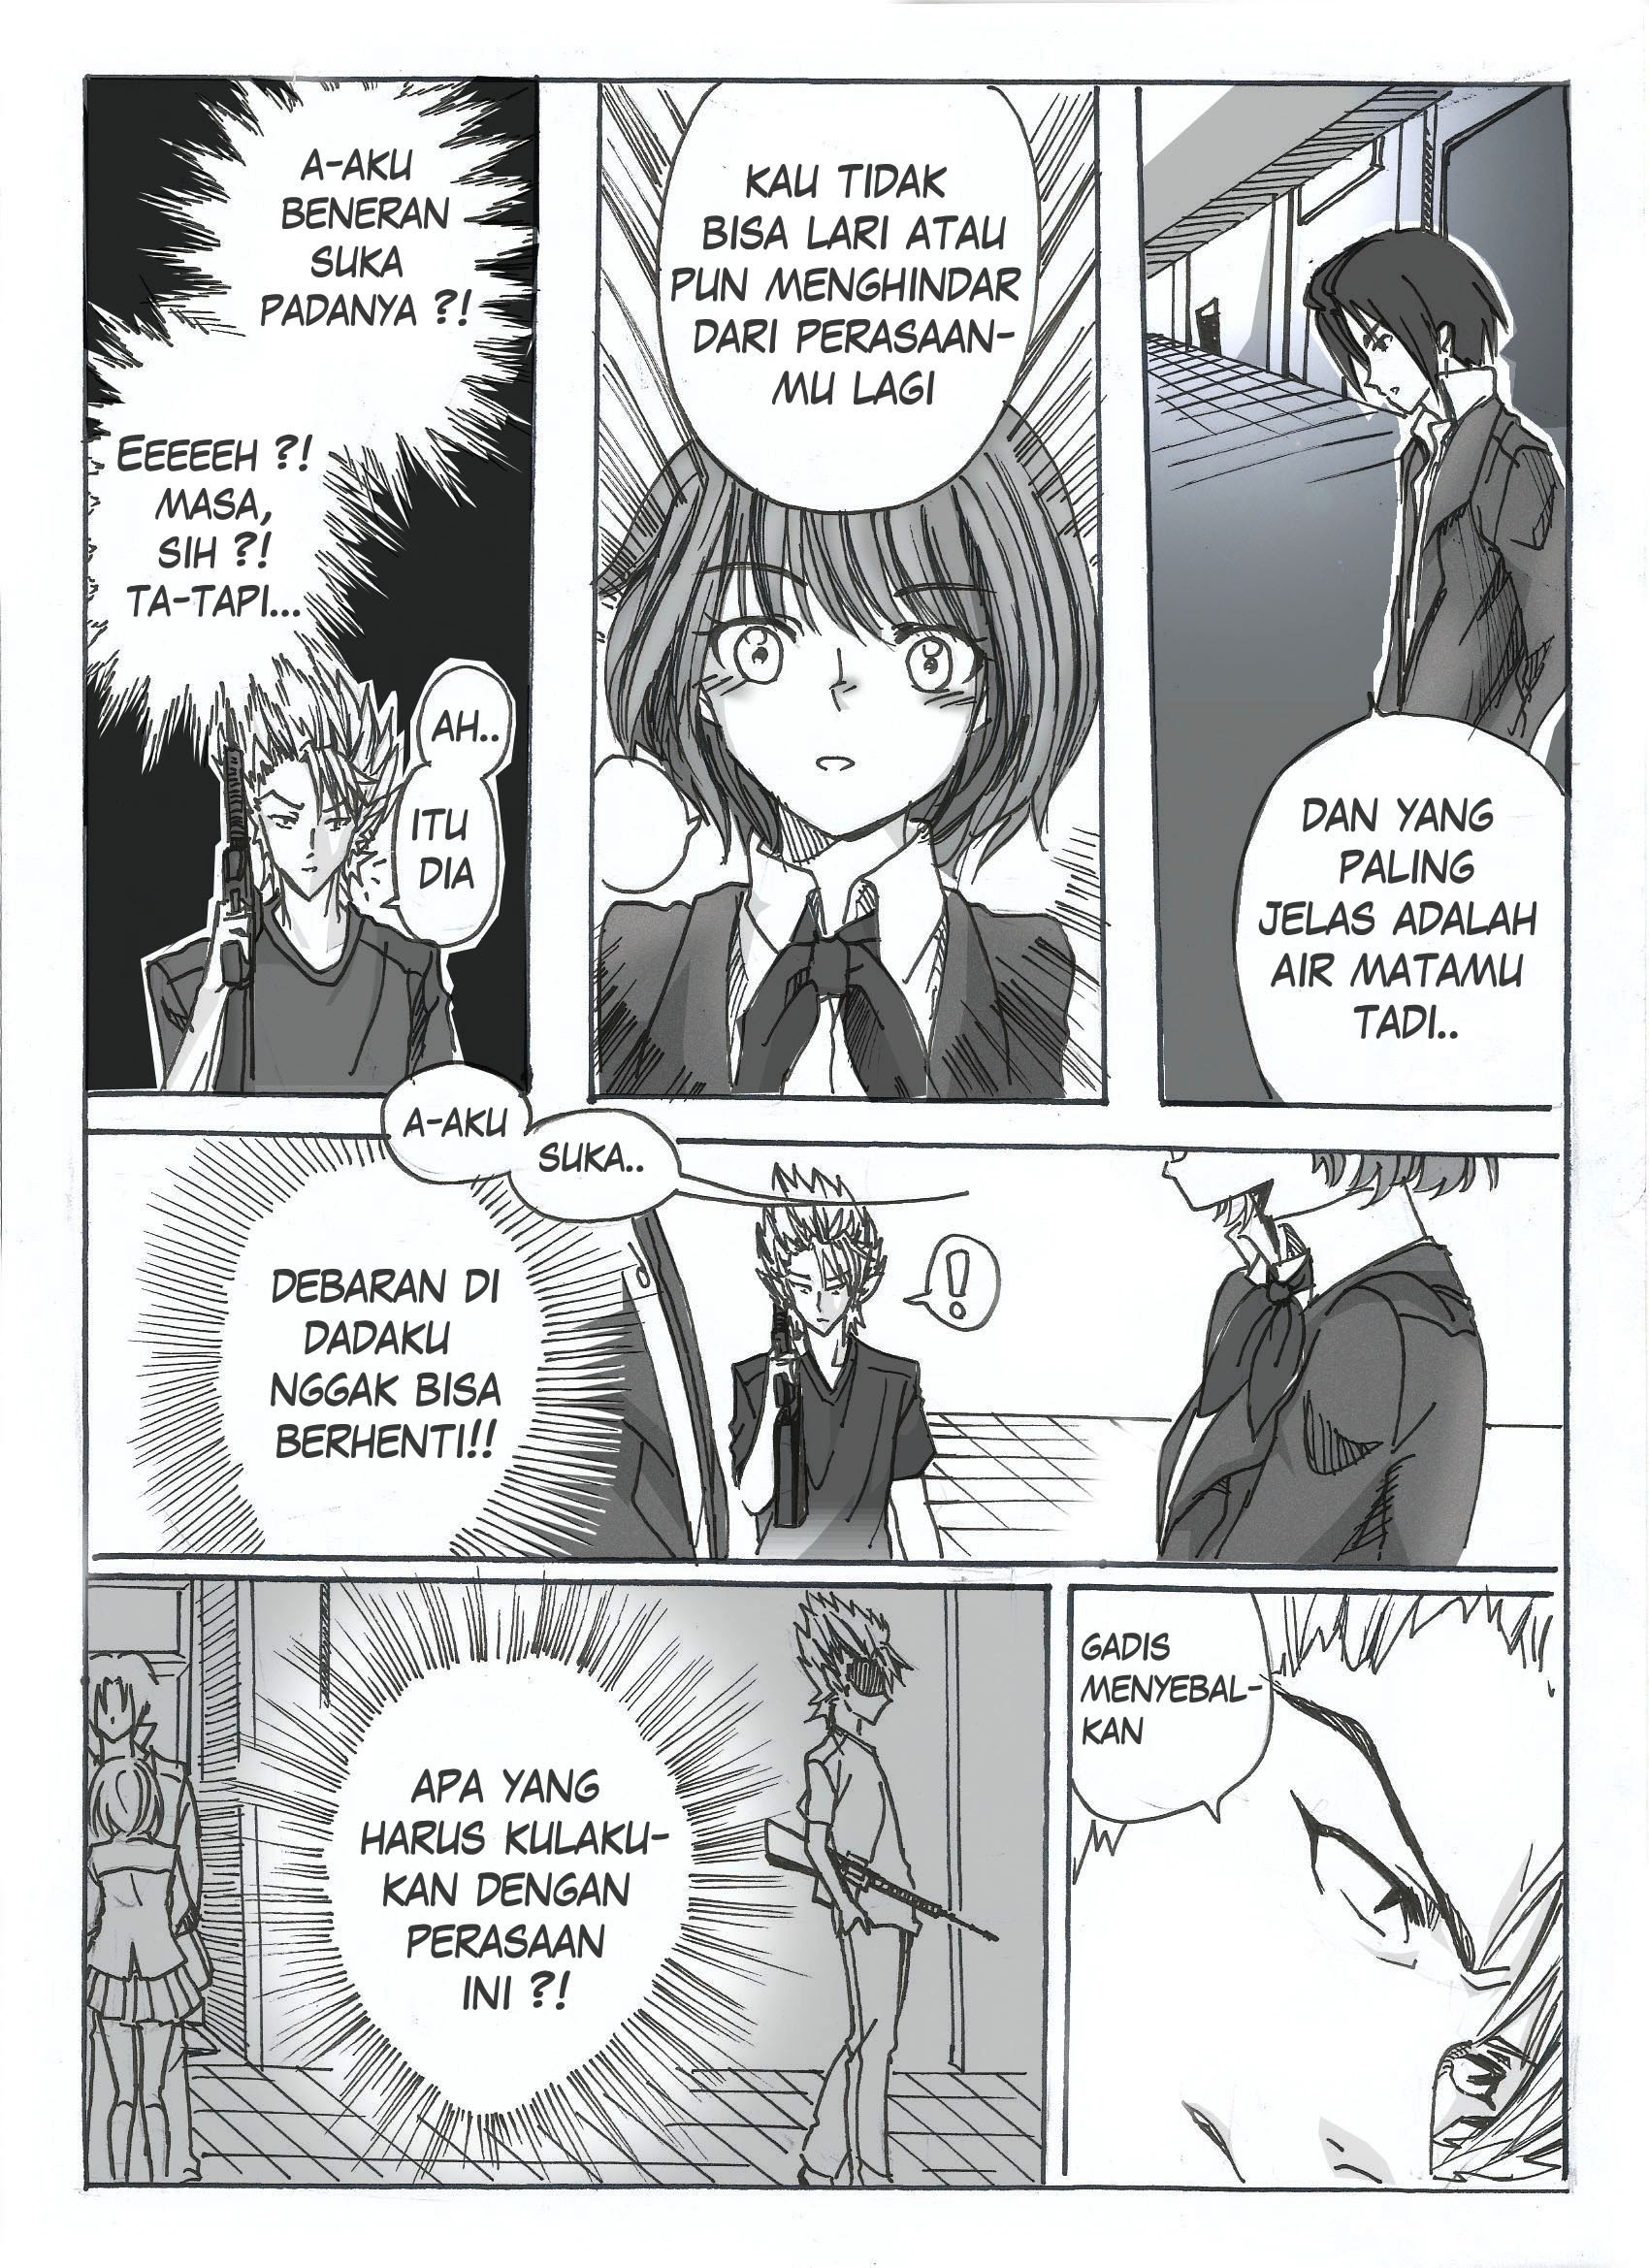 DAN YANG
PALING
JELAS ADALAH
AIR MATAMU
TADI..
KAU TIDAK
BISA LARI ATAU
PUN MENGHINDAR
DARI PERASAAN-
MU LAGI
A-AKU
BENERAN
SUKA
PADANYA ?!
EEEEEH ?!
MASA,
SIH ?!
TA-TAPI...
AH..
ITU
DIA
!
A-AKU
SUKA..
DEBARAN DI
DADAKU
NGGAK BISA
BERHENTI!!
GADIS
MENYEBAL-
KAN
APA YANG
HARUS KULAKU-
KAN DENGAN
PERASAAN
INI ?!